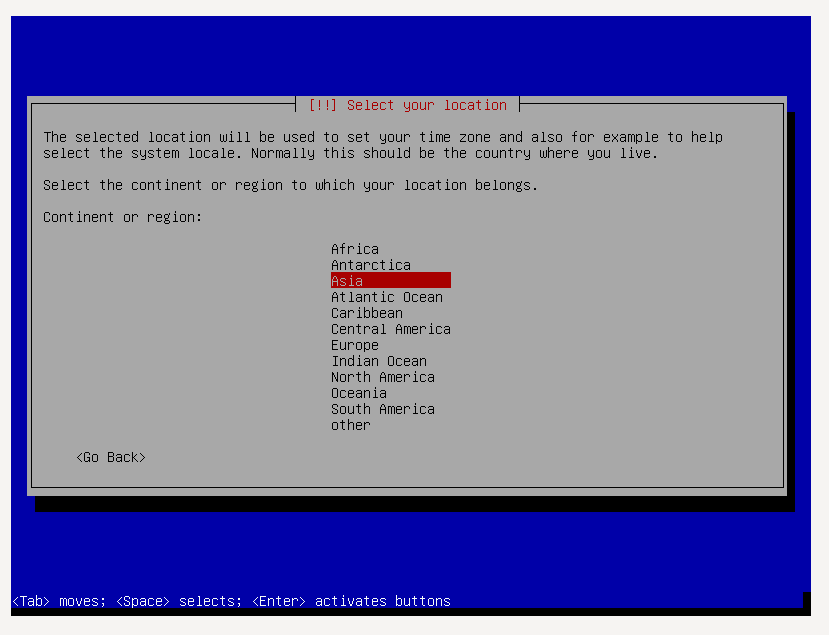 [!!] Select your location
The selected location will be used to set your time zone and also for example to help
select the system locale. Normally this should be the country where you live.
Select the continent or region to which your location belongs.
Continent or region:
Africa
Antarctica
Asia
Atlantic Ocean
Caribbean
Central America
Europe
Indian Ocean
North America
Oceania
South America
other
<Go Back>
<Tab> moves; <Space> selects; <Enter> activates buttons